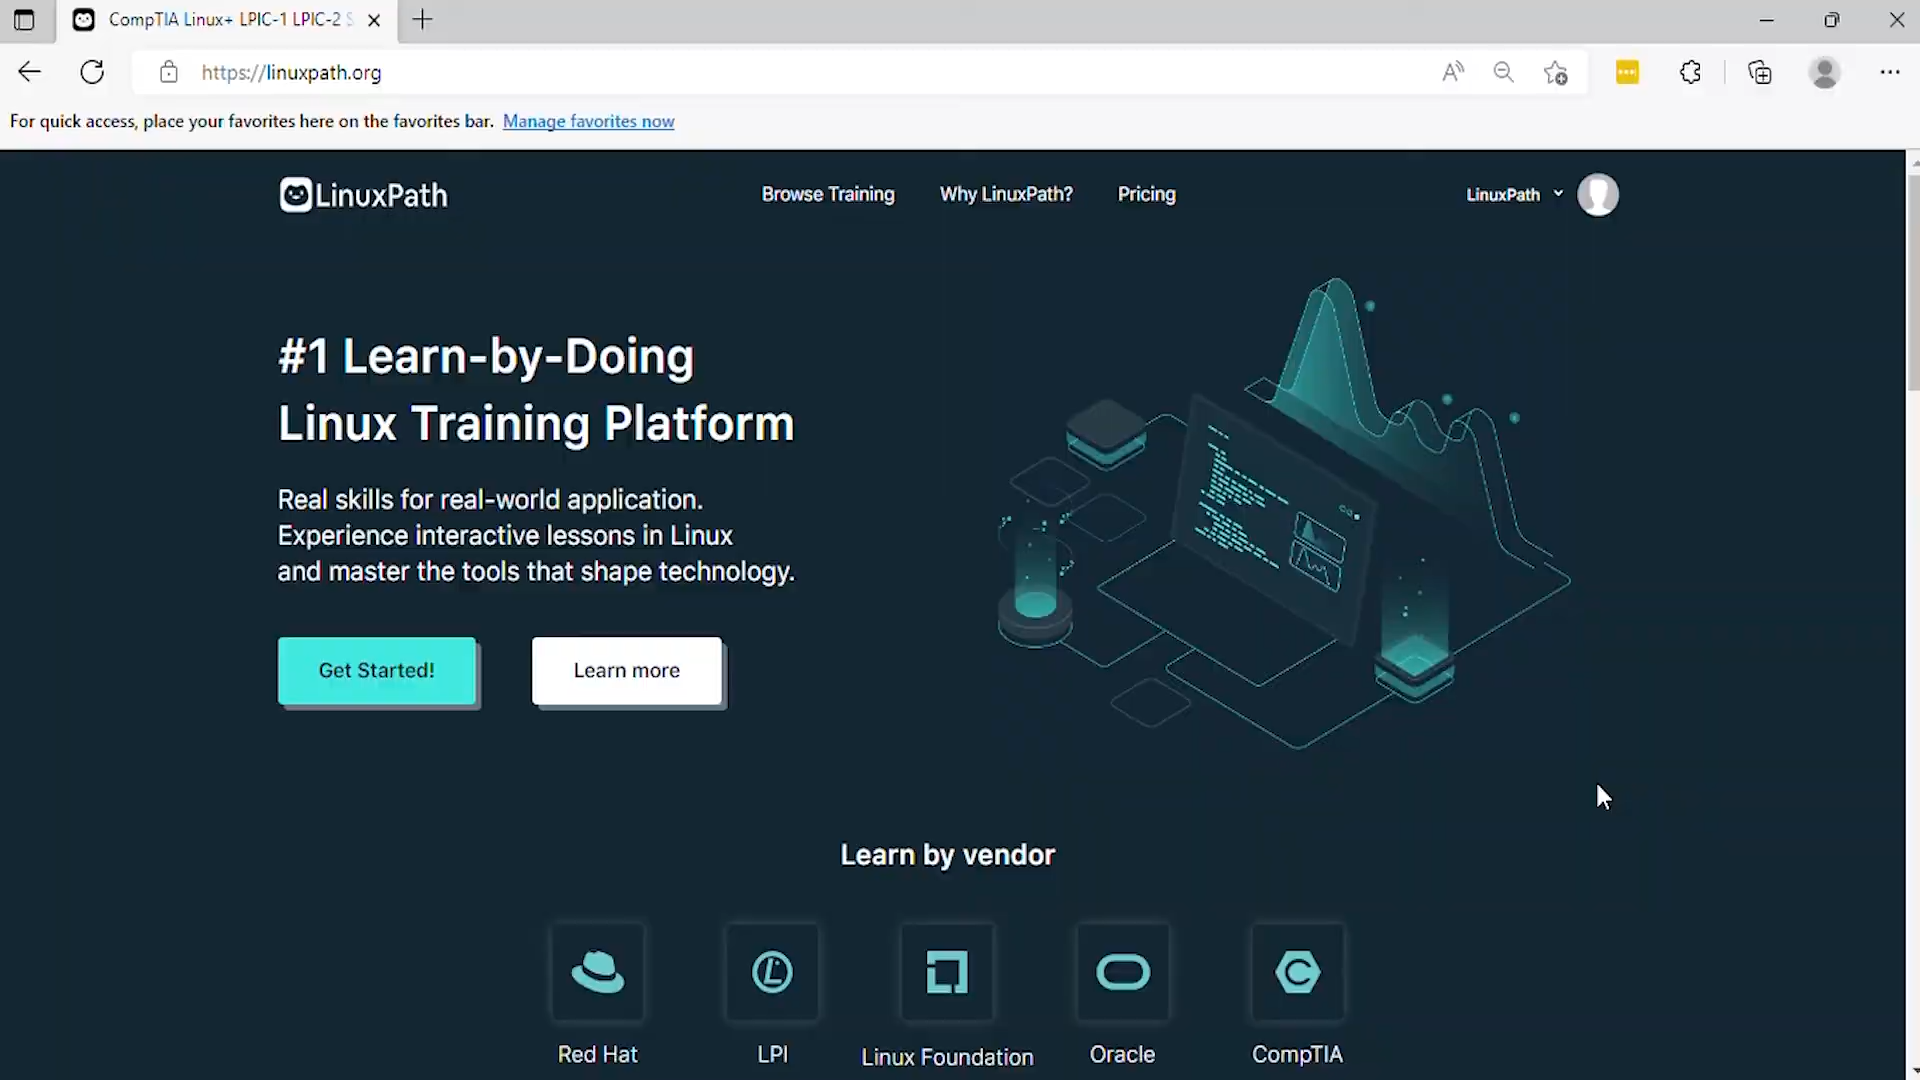 CompTIA Linux+ LPIC-1 LPIC-2 S
https://linuxpath.org
For quick access, place your favorites here on the favorites bar. Manage favorites now
LinuxPath
Browse Training
Why LinuxPath?
Pricing
LinuxPath
#1 Learn-by-Doing
Linux Training Platform
Real skills for real-world application.
Experience interactive lessons in Linux
and master the tools that shape technology.
Get Started!
Learn more
Learn by vendor
Red Hat
LPI
Linux Foundation
Oracle
CompTIA